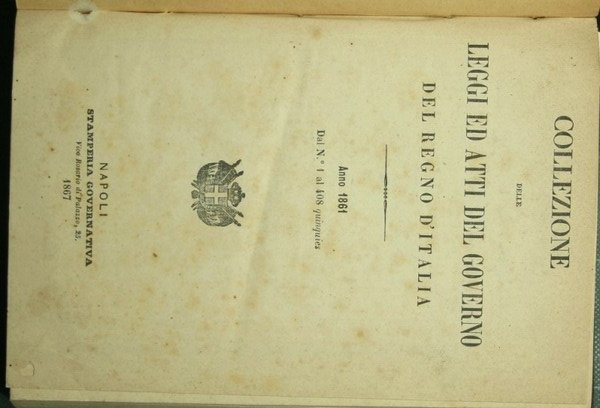 COLLEZIONE
DELLE
LEGGI ED ATTI DEL GOVERNO
DEL REGNO D'ITALIA
Anno 1861
Dal N.° 1 al 408 quinquies
NAPOLI
STAMPERIA GOVERNATIVA
Vico Rosario di Palazzo, 25.
1867